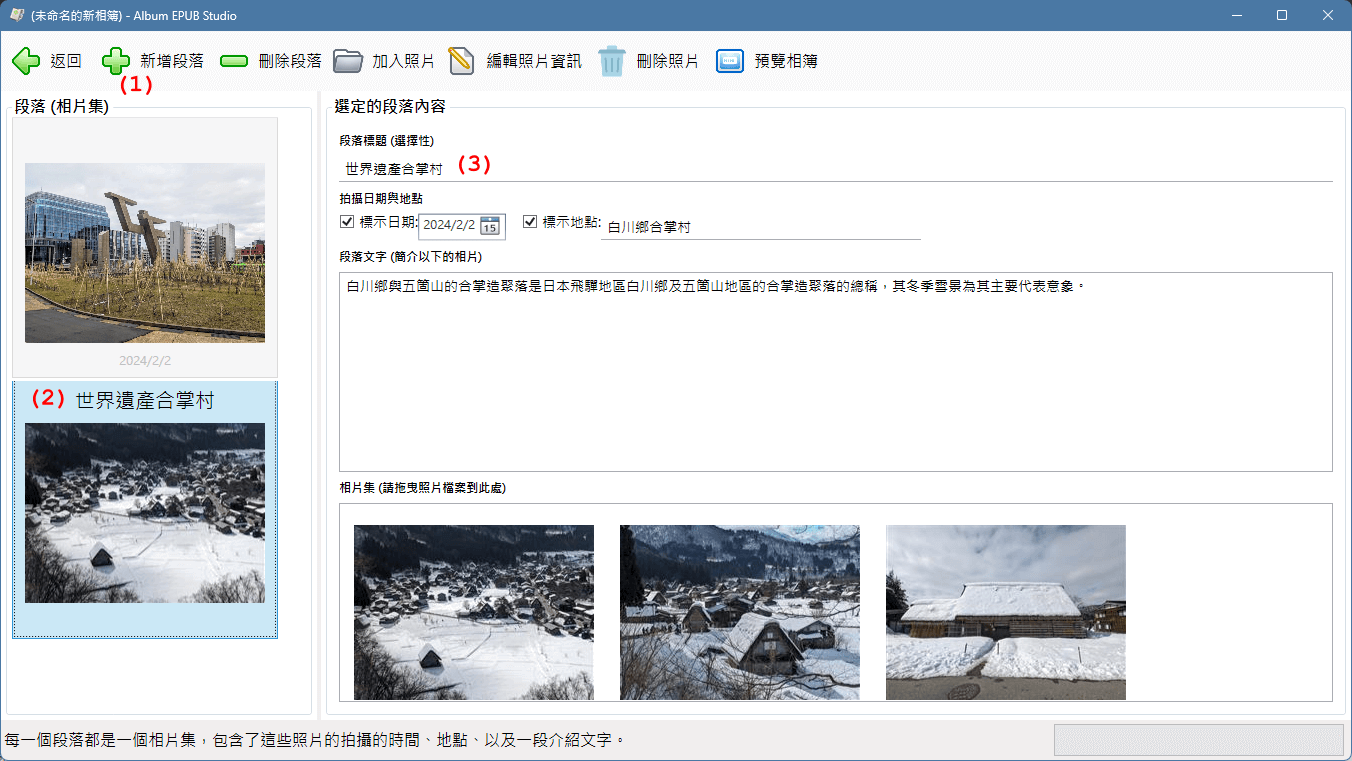 (未命名的新相簿) - Album EPUB Studio
返回 新增段落 刪除段落 加入照片 編輯照片資訊 刪除照片 預覽相簿
(1)
段落 (相片集)
2024/2/2
(2) 世界遺產合掌村
選定的段落內容
段落標題 (選擇性)
世界遺產合掌村 (3)
拍攝日期與地點
標示日期: 2024/2/2 15 標示地點: 白川鄉合掌村
段落文字 (簡介以下的相片)
白川鄉與五箇山的合掌造聚落是日本飛驒地區白川鄉及五箇山地區的合掌造聚落的總稱，其冬季雪景為其主要代表意象。
相片集 (請拖曳照片檔案到此處)
每一個段落都是一個相片集，包含了這些照片的拍攝的時間、地點、以及一段介紹文字。